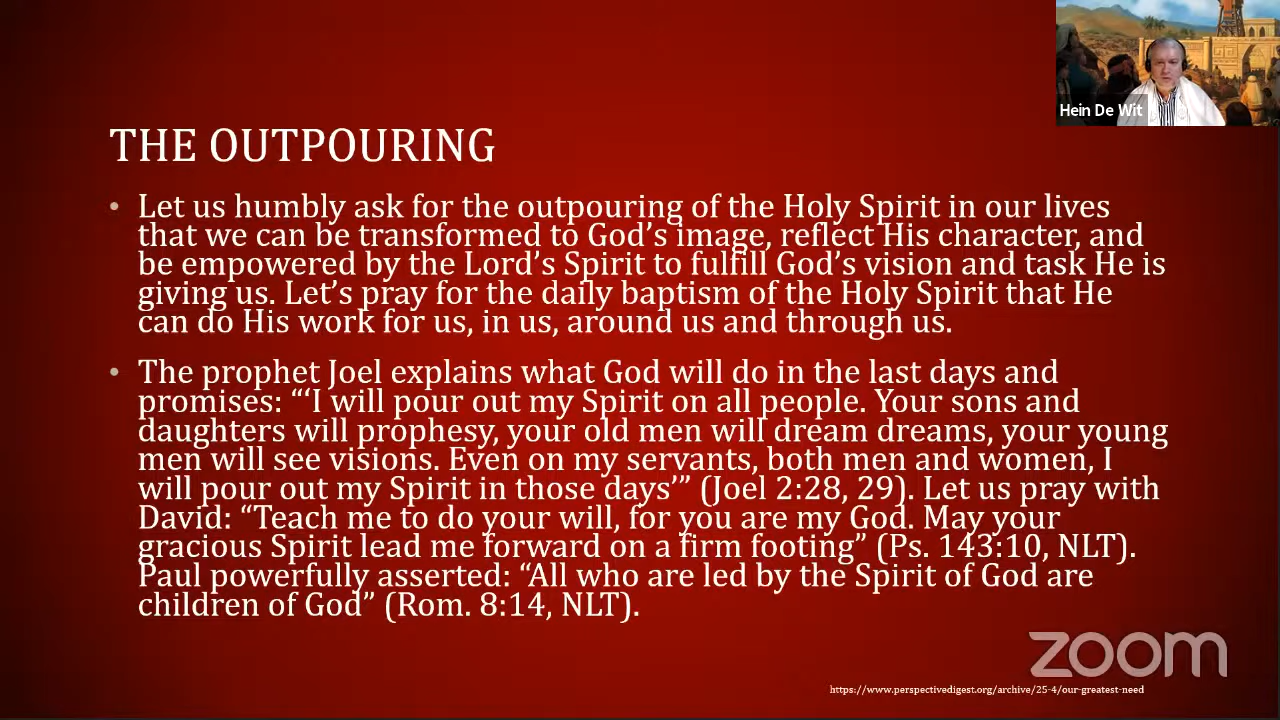 Hein De Wit
THE OUTPOURING
• Let us humbly ask for the outpouring of the Holy Spirit in our lives
that we can be transformed to God’s image, reflect His character, and
be empowered by the Lord’s Spirit to fulfill God’s vision and task He is
giving us. Let’s pray for the daily baptism of the Holy Spirit that He
can do His work for us, in us, around us and through us.
• The prophet Joel explains what God will do in the last days and
promises: “‘I will pour out my Spirit on all people. Your sons and
daughters will prophesy, your old men will dream dreams, your young
men will see visions. Even on my servants, both men and women, I
will pour out my Spirit in those days’” (Joel 2:28, 29). Let us pray with
David: “Teach me to do your will, for you are my God. May your
gracious Spirit lead me forward on a firm footing” (Ps. 143:10, NLT).
Paul powerfully asserted: “All who are led by the Spirit of God are
children of God” (Rom. 8:14, NLT).
zoom
https://www.perspectivedigest.org/archive/25-4/our-greatest-need